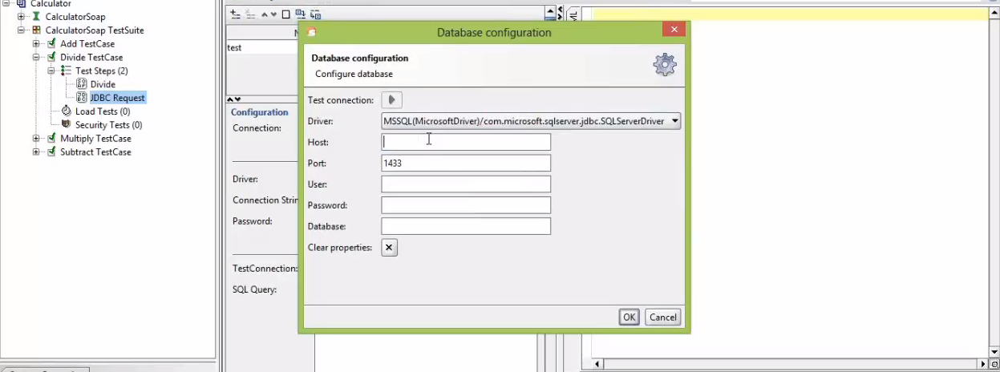 Calculator
CalculatorSoap
CalculatorSoap TestSuite
Add TestCase
Divide TestCase
Test Steps (2)
Divide
JDBC Request
Load Tests (0)
Security Tests (0)
Multiply TestCase
Subtract TestCase
test
Configuration
Connection:
Driver:
Connection Strin
Password:
TestConnection:
SQL Query:
Database configuration
Database configuration
Configure database
Test connection:
Driver: MSSQL(MicrosoftDriver)/com.microsoft.sqlserver.jdbc.SQLServerDriver
Host:
Port: 1433
User:
Password:
Database:
Clear properties:
OK Cancel